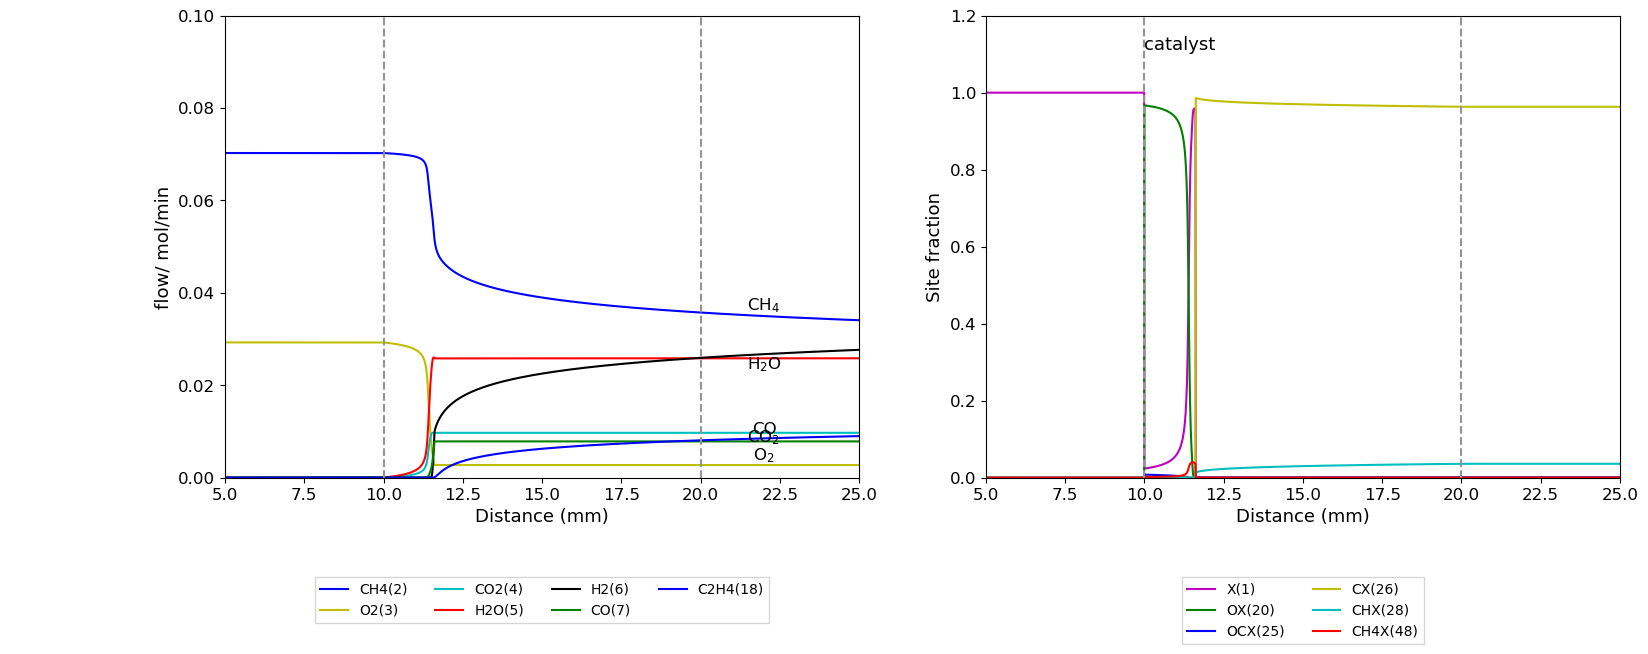 0.10
0.08
0.06
0.04
0.02
0.00
flow/ mol/min
CH₄
H₂O
CO
CO₂
O₂
5.0 7.5 10.0 12.5 15.0 17.5 20.0 22.5 25.0
Distance (mm)
CH4(2) CO2(4) H2(6) C2H4(18)
O2(3) H2O(5) CO(7)
1.2
1.0
0.8
0.6
0.4
0.2
0.0
Site fraction
catalyst
5.0 7.5 10.0 12.5 15.0 17.5 20.0 22.5 25.0
Distance (mm)
X(1) CX(26)
OX(20) CHX(28)
OCX(25) CH4X(48)